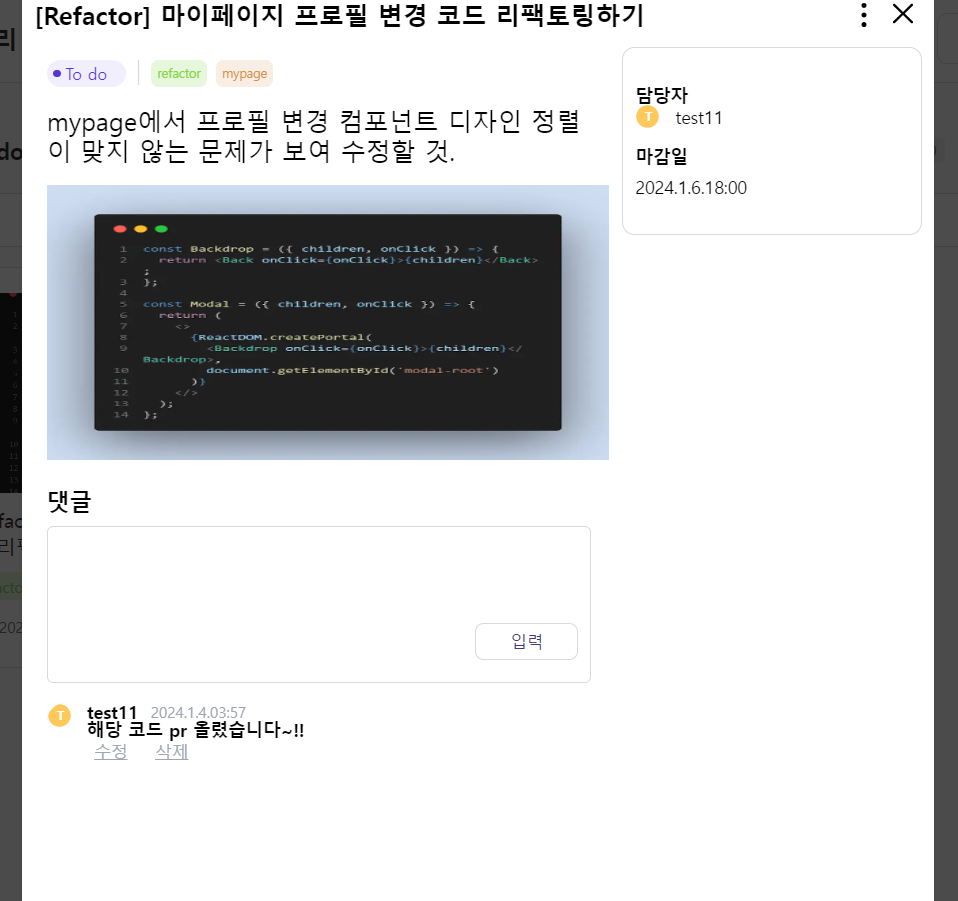 [Refactor] 마이페이지 프로필 변경 코드 리팩토링하기
To do
refactor
mypage
mypage에서 프로필 변경 컴포넌트 디자인 정렬
이 맞지 않는 문제가 보여 수정할 것.
담당자
T
test11
마감일
2024.1.6.18:00
1 const Backdrop = ({ children, onClick }) => {
2 return <Back onClick={onClick}>{children}</Back>
;
3 };
4
5 const Modal = ({ children, onClick }) => {
6 return (
7 <>
8 {ReactDOM.createPortal(
9 <Backdrop onClick={onClick}>{children}</
Backdrop>,
10 document.getElementById('modal-root')
11 )}
12 </>
13 );
14 };
댓글
입력
T
test11 2024.1.4.03:57
해당 코드 pr 올렸습니다~!!
수정 삭제